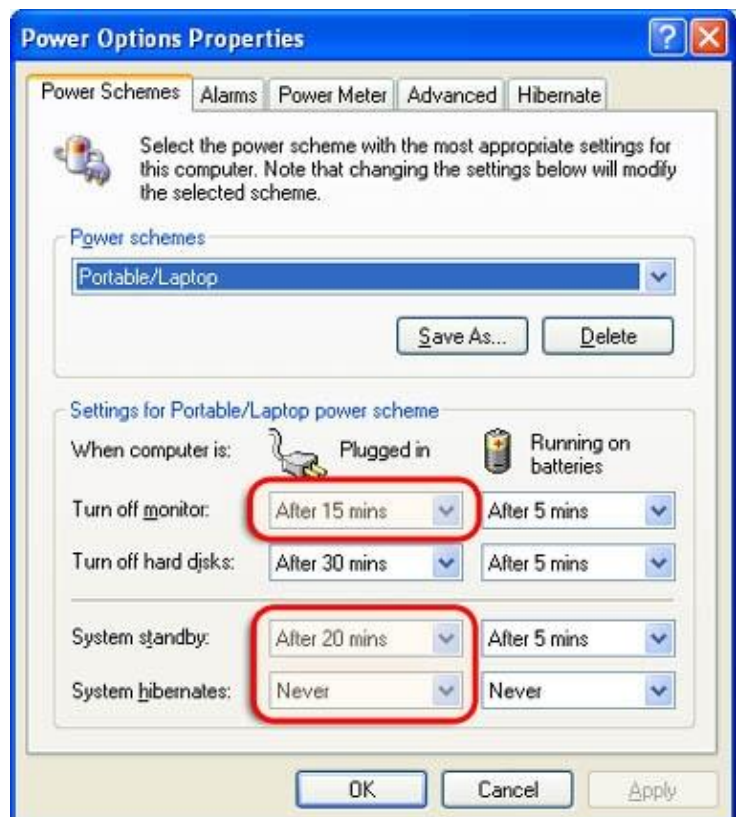 Power Options Properties
Power Schemes Alarms Power Meter Advanced Hibernate
Select the power scheme with the most appropriate settings for
this computer. Note that changing the settings below will modify
the selected scheme.
Power schemes
Portable/Laptop
Save As... Delete
Settings for Portable/Laptop power scheme
When computer is: Plugged in Running on
batteries
Turn off monitor: After 15 mins After 5 mins
Turn off hard disks: After 30 mins After 5 mins
System standby: After 20 mins After 5 mins
System hibernates: Never Never
OK Cancel Apply